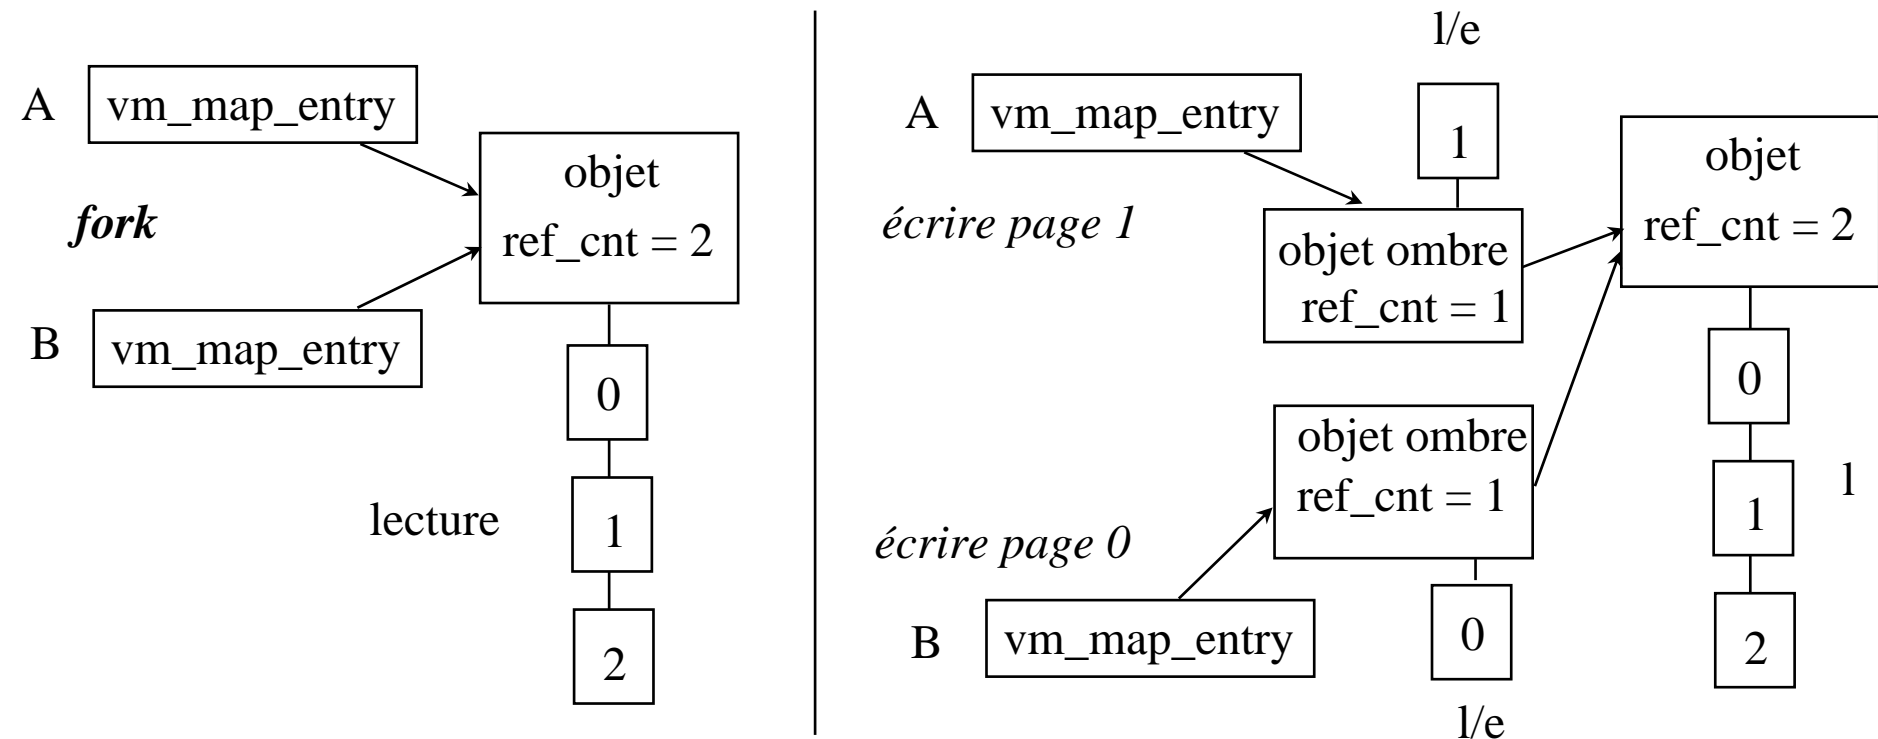 A
vm_map_entry
objet
ref_cnt = 2
fork
B
vm_map_entry
0
lecture
1
2
l/e
A
vm_map_entry
1
objet
ref_cnt = 2
écrire page 1
objet ombre
ref_cnt = 1
0
objet ombre
ref_cnt = 1
1
l
écrire page 0
B
vm_map_entry
0
2
l/e